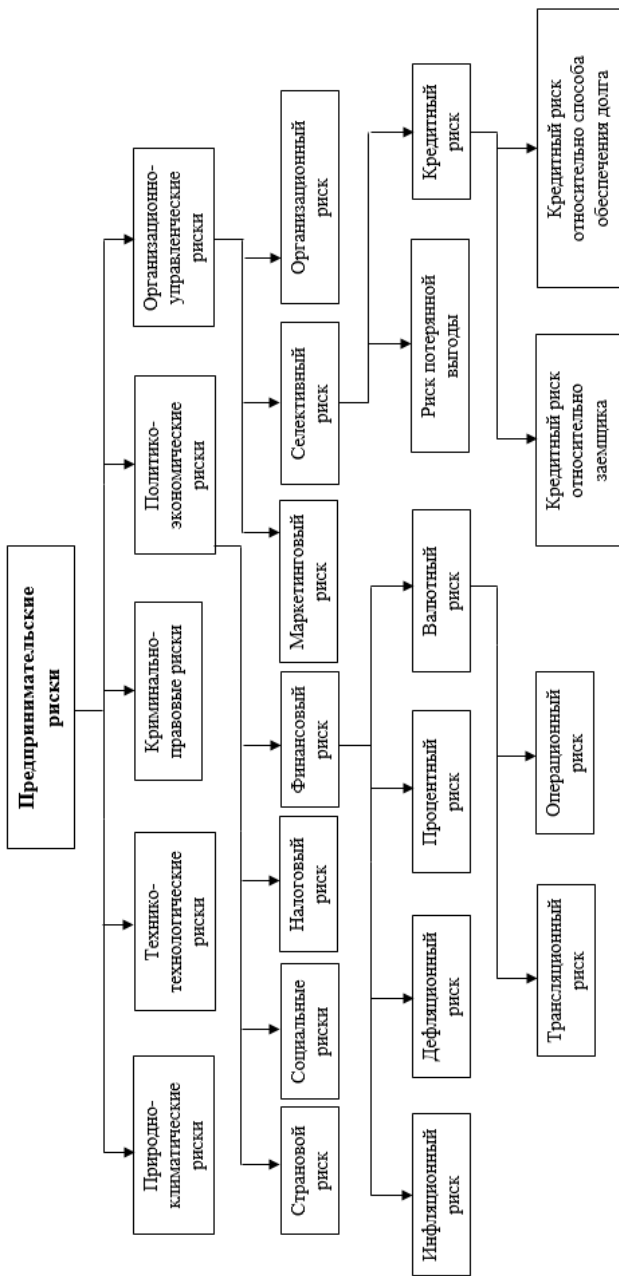 Предпринимательские
риски
Природно-
климатические
риски
Технико-
технологические
риски
Криминально-
правовые риски
Политико-
экономические
риски
Организационно-
управленческие
риски
Страновой
риск
Социальные
риски
Налоговый
риск
Финансовый
риск
Маркетинговый
риск
Селективный
риск
Организационный
риск
Инфляционный
риск
Дефляционный
риск
Процентный
риск
Валютный
риск
Риск потерянной
выгоды
Кредитный
риск
Трансляционный
риск
Операционный
риск
Кредитный риск
относительно
заемщика
Кредитный риск
относительно способа
обеспечения долга